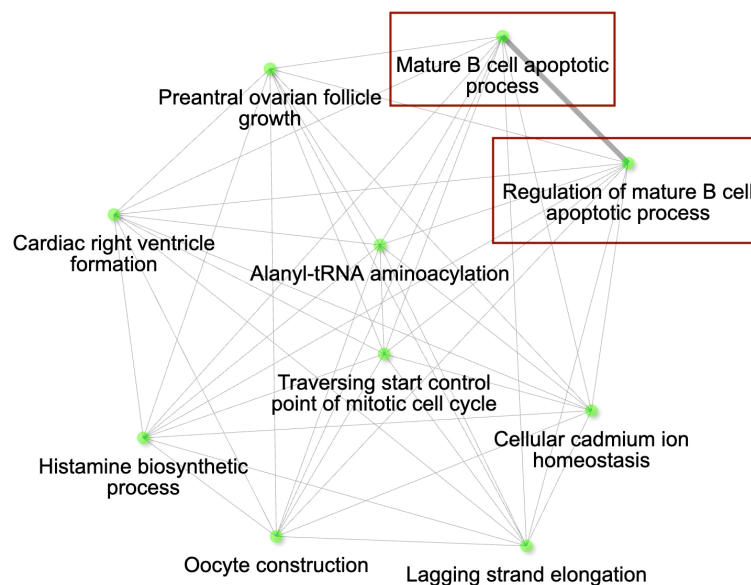 Mature B cell apoptotic
process
Preantral ovarian follicle
growth
Regulation of mature B cell
apoptotic process
Cardiac right ventricle
formation
Alanyl-tRNA aminoacylation
Traversing start control
point of mitotic cell cycle
Cellular cadmium ion
homeostasis
Histamine biosynthetic
process
Oocyte construction
Lagging strand elongation